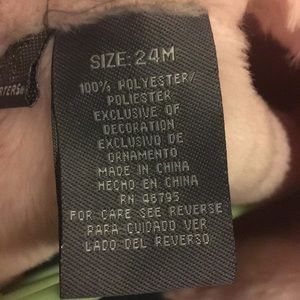 SIZE: 24M
100% POLYESTER/
POLIESTER
EXCLUSIVE OF
DECORATION
EXCLUSIVO DE
ORNAMENTO
MADE IN CHINA
HECHO EN CHINA
RN 46795
FOR CARE SEE REVERSE
PARA CUIDADO VER
LADO DEL REVERSO